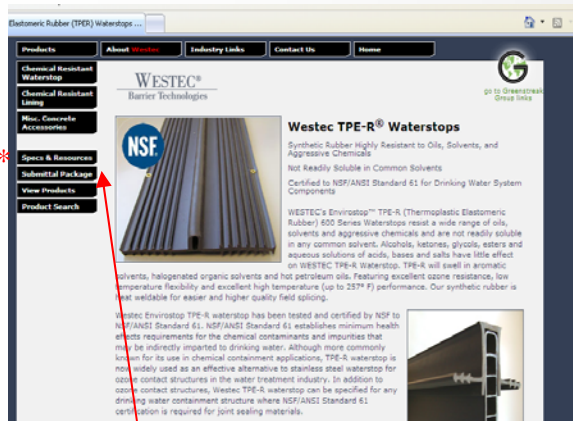 Elastomeric Rubber (TPER) Waterstops ...
Products
About Westec
Industry Links
Contact Us
Home
Chemical Resistant
Waterstop
Chemical Resistant
Lining
Misc. Concrete
Accessories
*
Specs & Resources
Submittal Package
View Products
Product Search
WESTEC®
Barrier Technologies
G
go to Greenstreak
Group links
NSF
Westec TPE-R® Waterstops
Synthetic Rubber Highly Resistant to Oils, Solvents, and
Aggressive Chemicals
Not Readily Soluble in Common Solvents
Certified to NSF/ANSI Standard 61 for Drinking Water System
Components
WESTEC's Envirostop™ TPE-R (Thermoplastic Elastomeric
Rubber) 600 Series Waterstops resist a wide range of oils,
solvents and aggressive chemicals and are not readily soluble
in any common solvent. Alcohols, ketones, glycols, esters and
aqueous solutions of acids, bases and salts have little effect
on WESTEC TPE-R Waterstop. TPE-R will swell in aromatic
solvents, halogenated organic solvents and hot petroleum oils. Featuring excellent ozone resistance, low
temperature flexibility and excellent high temperature (up to 257° F) performance. Our synthetic rubber is
heat weldable for easier and higher quality field splicing.
Westec Envirostop TPE-R waterstop has been tested and certified by NSF to
NSF/ANSI Standard 61. NSF/ANSI Standard 61 establishes minimum health
effects requirements for the chemical contaminants and impurities that
may be indirectly imparted to drinking water. Although more commonly
known for its use in chemical containment applications, TPE-R waterstop is
now widely used as an effective alternative to stainless steel waterstop for
ozone contact structures in the water treatment industry. In addition to
ozone contact structures, Westec TPE-R waterstop can be specified for any
drinking water containment structure where NSF/ANSI Standard 61
certification is required for joint sealing materials.